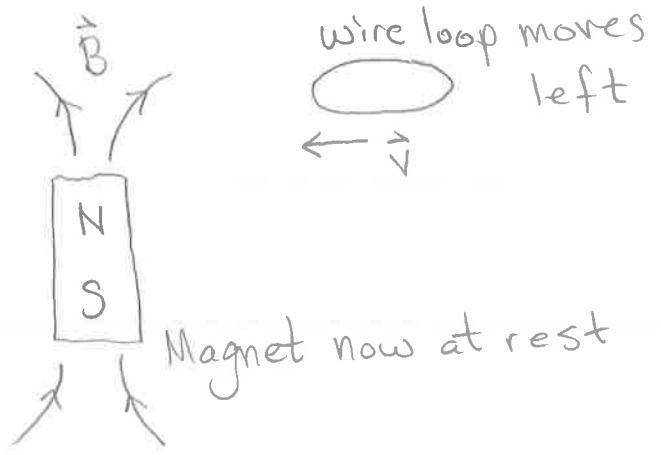 B⃗
wire loop moves
left
v⃗
N
S
Magnet now at rest